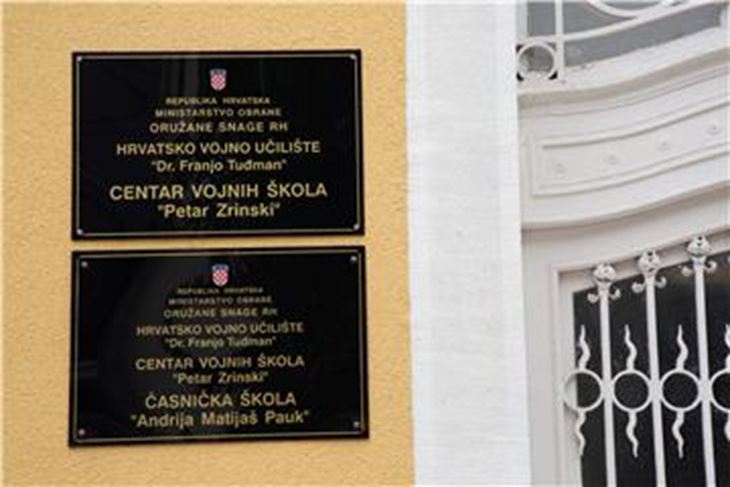 REPUBLIKA HRVATSKA
MINISTARSTVO OBRANE
ORUŽANE SNAGE RH
HRVATSKO VOJNO UČILIŠTE
"Dr. Franjo Tuđman"
CENTAR VOJNIH ŠKOLA
"Petar Zrinski"
REPUBLIKA HRVATSKA
MINISTARSTVO OBRANE
ORUŽANE SNAGE RH
HRVATSKO VOJNO UČILIŠTE
"Dr. Franjo Tuđman"
CENTAR VOJNIH ŠKOLA
"Petar Zrinski"
ČASNIČKA ŠKOLA
"Andrija Matijaš Pauk"